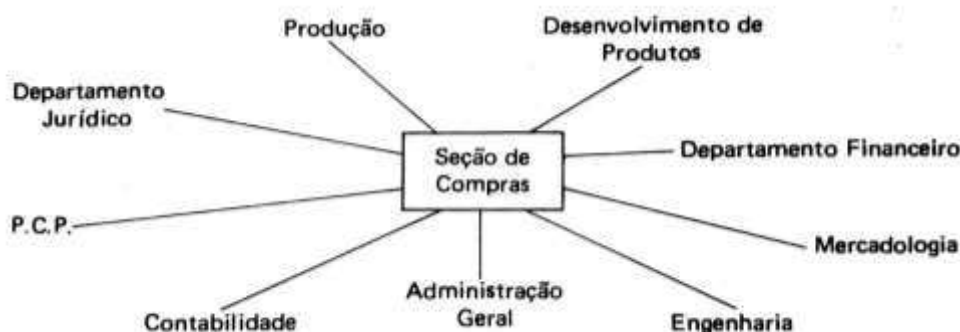 Produção
Desenvolvimento de
Produtos
Departamento
Jurídico
Seção de
Compras
Departamento Financeiro
P.C.P.
Mercadologia
Administração
Geral
Contabilidade
Engenharia